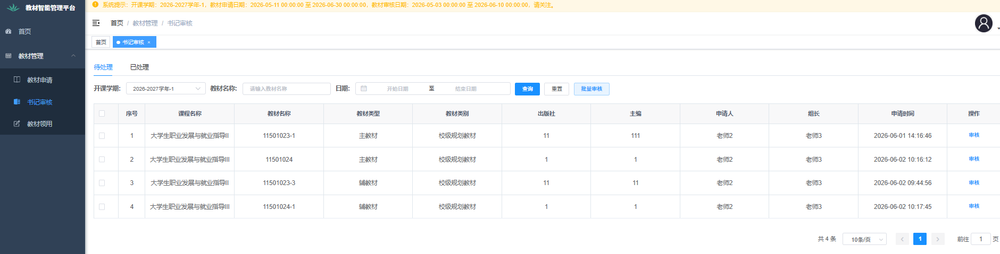 教材智能管理平台
系统提示：开课学期：2026-2027学年-1，教材申请日期：2026-05-11 00:00:00 至 2026-06-30 00:00:00，教材审核日期：2026-05-03 00:00:00 至 2026-06-10 00:00:00，请关注。
首页 / 教材管理 / 书记审核
首页 书记审核 ×
首页
教材管理
教材申请
书记审核
教材领用
待处理 已处理
开课学期: 2026-2027学年-1 教材名称: 请输入教材名称 日期: 开始日期 至 结束日期 查询 重置 批量审核
序号 课程名称 教材名称 教材类型 教材类别 出版社 主编 申请人 组长 申请时间 操作
1 大学生职业发展与就业指导II 11501023-1 主教材 校级规划教材 11 111 老师2 老师3 2026-06-01 14:16:46 审核
2 大学生职业发展与就业指导III 11501024 主教材 校级规划教材 1 1 老师2 老师3 2026-06-02 10:16:12 审核
3 大学生职业发展与就业指导II 11501023-3 辅教材 校级规划教材 11 11 老师2 老师3 2026-06-02 09:44:56 审核
4 大学生职业发展与就业指导III 11501024-1 辅教材 校级规划教材 1 1 老师2 老师3 2026-06-02 10:17:45 审核
共 4 条 10条/页 1 前往 1 页